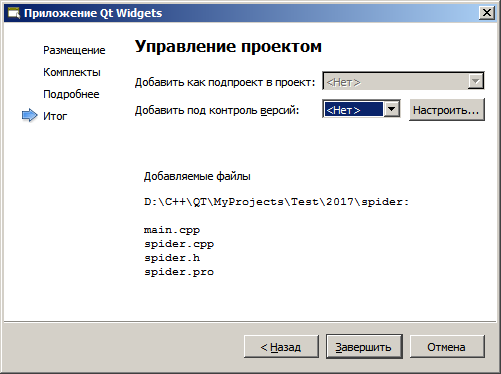 Приложение Qt Widgets
Размещение
Комплекты
Подробнее
Итог
Управление проектом
Добавить как подпроект в проект: <Нет>
Добавить под контроль версий: <Нет> Настроить...
Добавляемые файлы
D:\C++\QT\MyProjects\Test\2017\spider:
main.cpp
spider.cpp
spider.h
spider.pro
< Назад Завершить Отмена